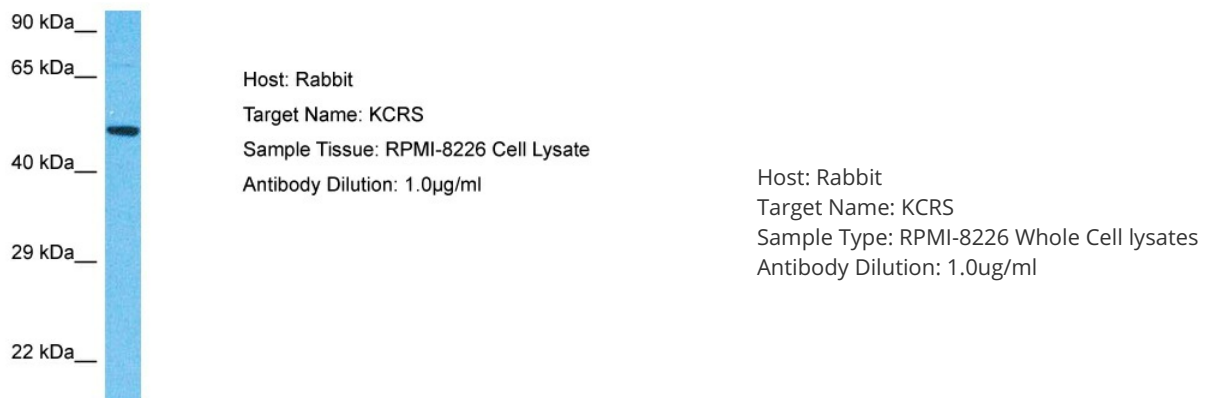 90 kDa__
65 kDa__
40 kDa__
29 kDa__
22 kDa__
Host: Rabbit
Target Name: KCRS
Sample Tissue: RPMI-8226 Cell Lysate
Antibody Dilution: 1.0µg/ml
Host: Rabbit
Target Name: KCRS
Sample Type: RPMI-8226 Whole Cell lysates
Antibody Dilution: 1.0ug/ml